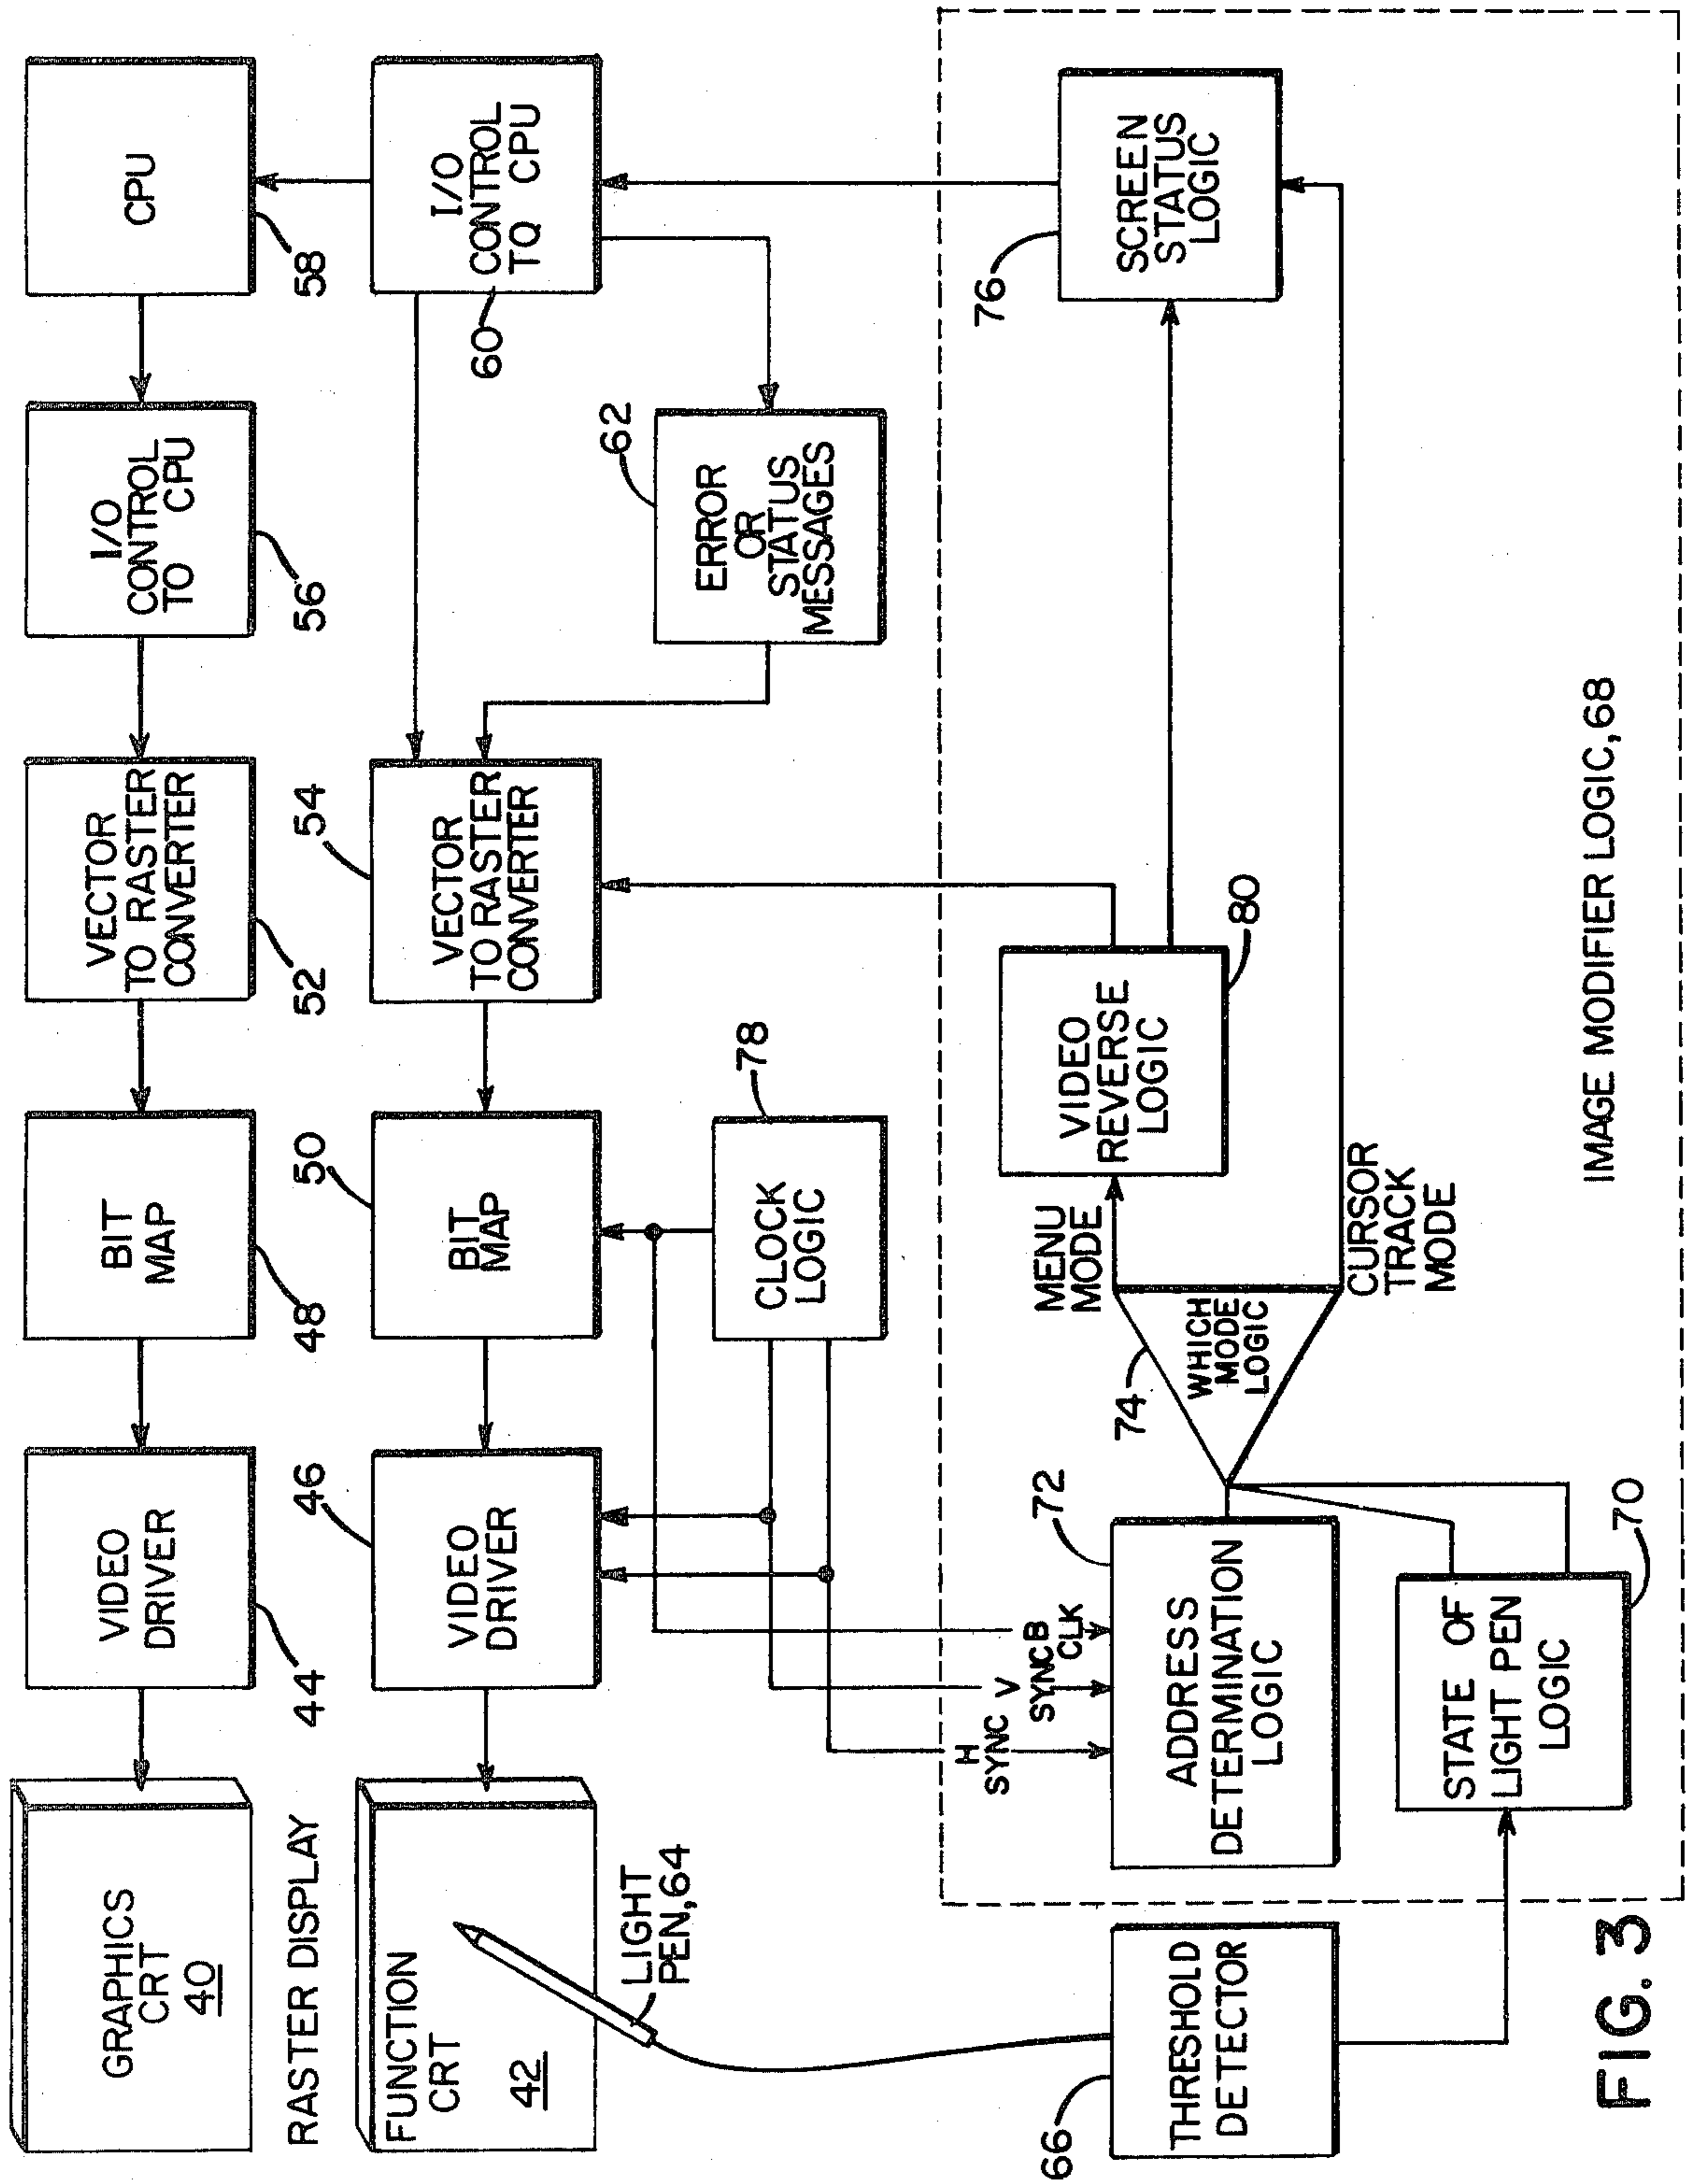 GRAPHICS
CRT
40
VIDEO
DRIVER
44
BIT
MAP
48
VECTOR
TO RASTER
CONVERTER
52
I/O
CONTROL
TO CPU
56
CPU
58
RASTER DISPLAY
FUNCTION
CRT
42
LIGHT
PEN,64
46
VIDEO
DRIVER
50
BIT
MAP
54
VECTOR
TO RASTER
CONVERTER
I/O
CONTROL
TO CPU
60
62
ERROR
OR
STATUS
MESSAGES
78
CLOCK
LOGIC
66
THRESHOLD
DETECTOR
H
SYNC
V
SYNC
B
CLK
72
ADDRESS
DETERMINATION
LOGIC
STATE OF
LIGHT PEN
LOGIC
70
74
WHICH
MODE
LOGIC
MENU
MODE
CURSOR
TRACK
MODE
VIDEO
REVERSE
LOGIC
80
76
SCREEN
STATUS
LOGIC
IMAGE MODIFIER LOGIC,68
FIG. 3